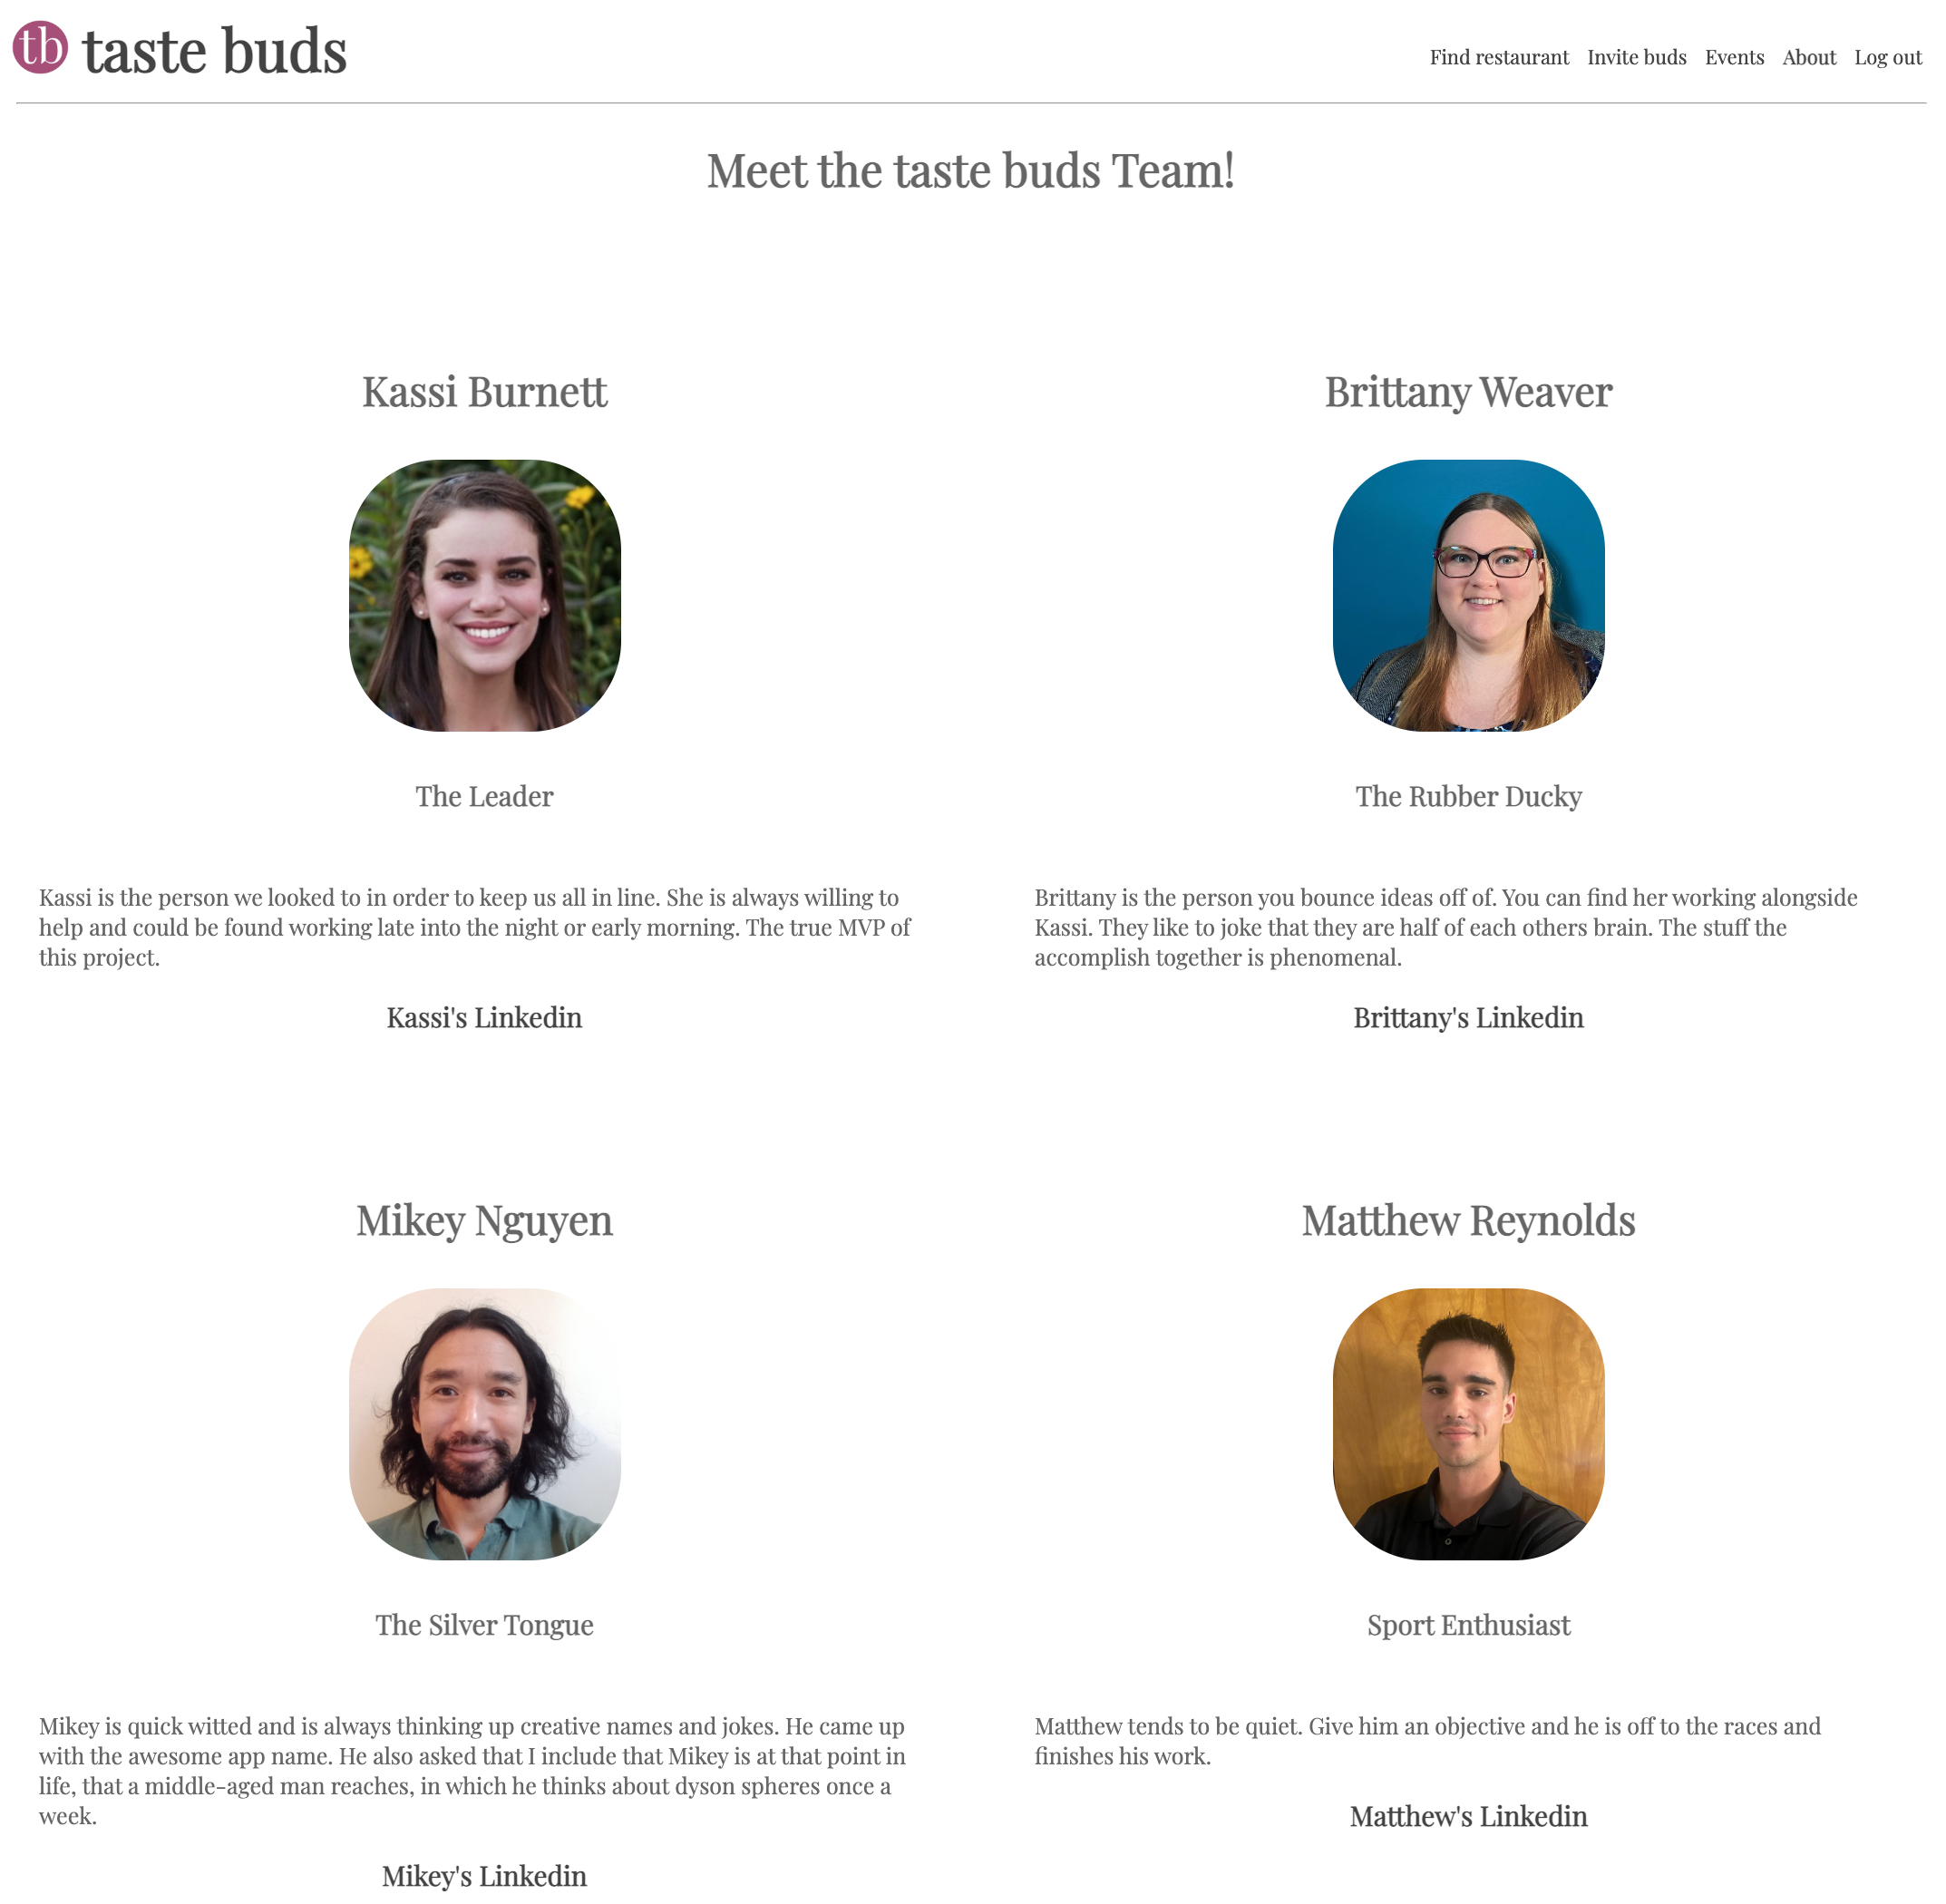 tb taste buds
Find restaurant Invite buds Events About Log out
Meet the taste buds Team!
Kassi Burnett
The Leader
Kassi is the person we looked to in order to keep us all in line. She is always willing to
help and could be found working late into the night or early morning. The true MVP of
this project.
Kassi's Linkedin
Brittany Weaver
The Rubber Ducky
Brittany is the person you bounce ideas off of. You can find her working alongside
Kassi. They like to joke that they are half of each others brain. The stuff the
accomplish together is phenomenal.
Brittany's Linkedin
Mikey Nguyen
The Silver Tongue
Mikey is quick witted and is always thinking up creative names and jokes. He came up
with the awesome app name. He also asked that I include that Mikey is at that point in
life, that a middle-aged man reaches, in which he thinks about dyson spheres once a
week.
Mikey's Linkedin
Matthew Reynolds
Sport Enthusiast
Matthew tends to be quiet. Give him an objective and he is off to the races and
finishes his work.
Matthew's Linkedin